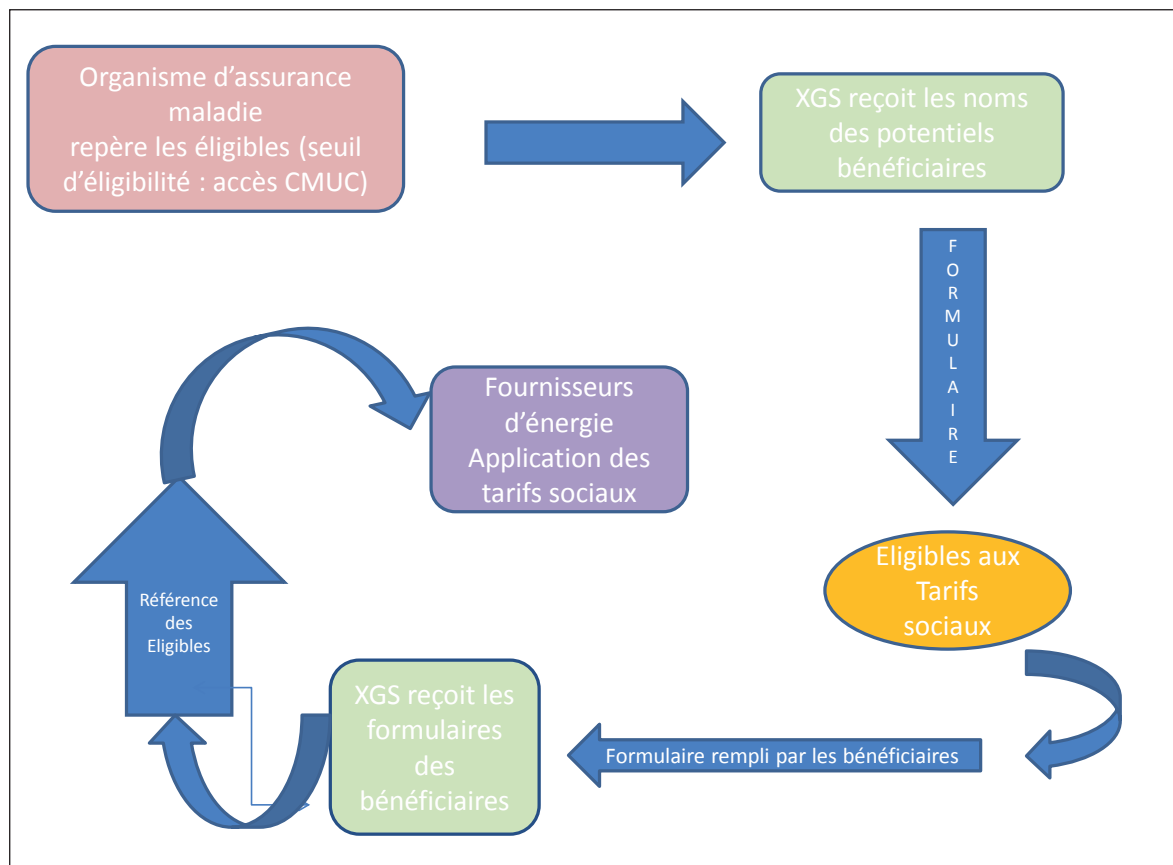 Organisme d'assurance
maladie
repère les éligibles (seuil
d'éligibilité : accès CMUC)
XGS reçoit les noms
des potentiels
bénéficiaires
FORMULAIRE
Fournisseurs
d'énergie
Application des
tarifs sociaux
Eligibles aux
Tarifs
sociaux
Référence
des
Eligibles
XGS reçoit les
formulaires
des
bénéficiaires
Formulaire rempli par les bénéficiaires